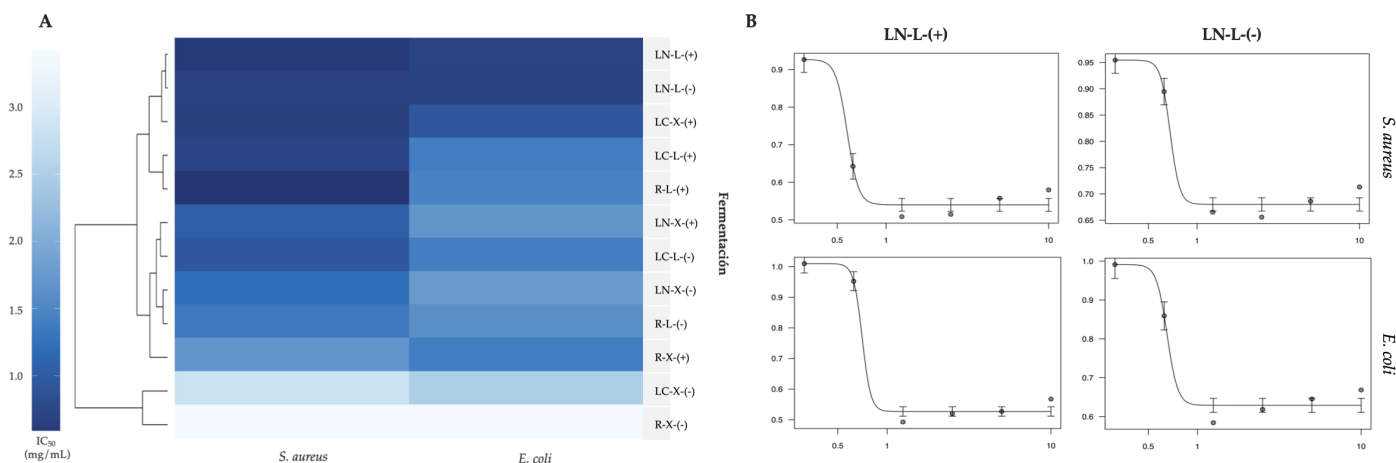 A
3.0
2.5
2.0
1.5
1.0
IC₅₀
(mg/mL)
LN-L-(+)
LN-L-(-)
LC-X-(+)
LC-L-(+)
R-L-(+)
LN-X-(+)
LC-L-(-)
LN-X-(-)
R-L-(-)
R-X-(+)
LC-X-(-)
R-X-(-)
S. aureus
E. coli
Fermentación
B
LN-L-(+)
LN-L-(-)
0.9
0.8
0.7
0.6
0.5
0.5
1
10
0.95
0.90
0.85
0.80
0.75
0.70
0.65
0.5
1
10
S. aureus
1.0
0.9
0.8
0.7
0.6
0.5
0.5
1
10
1.0
0.9
0.8
0.7
0.6
0.5
1
10
E. coli